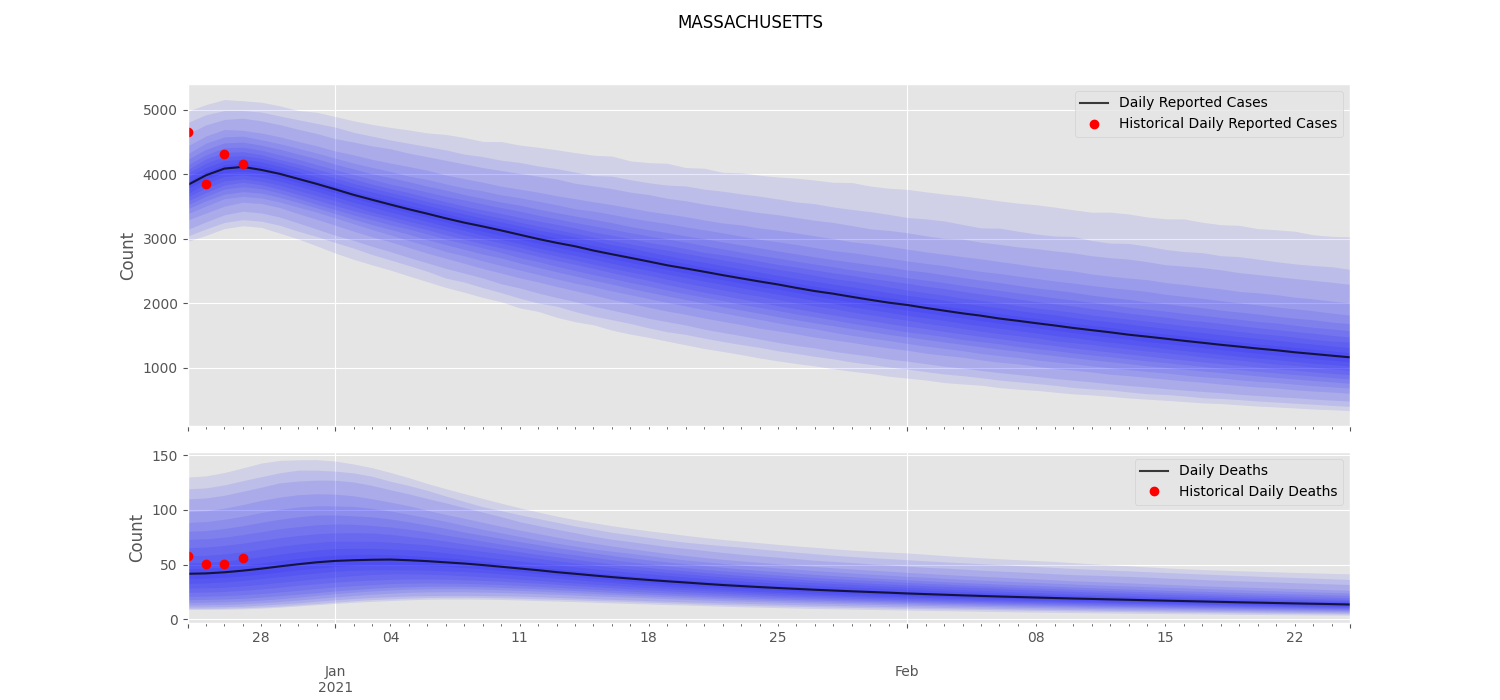 MASSACHUSETTS
5000
4000
3000
2000
1000
Count
Daily Reported Cases
Historical Daily Reported Cases
150
100
50
0
Count
Daily Deaths
Historical Daily Deaths
28 04 11 18 25 08 15 22
Jan Feb
2021